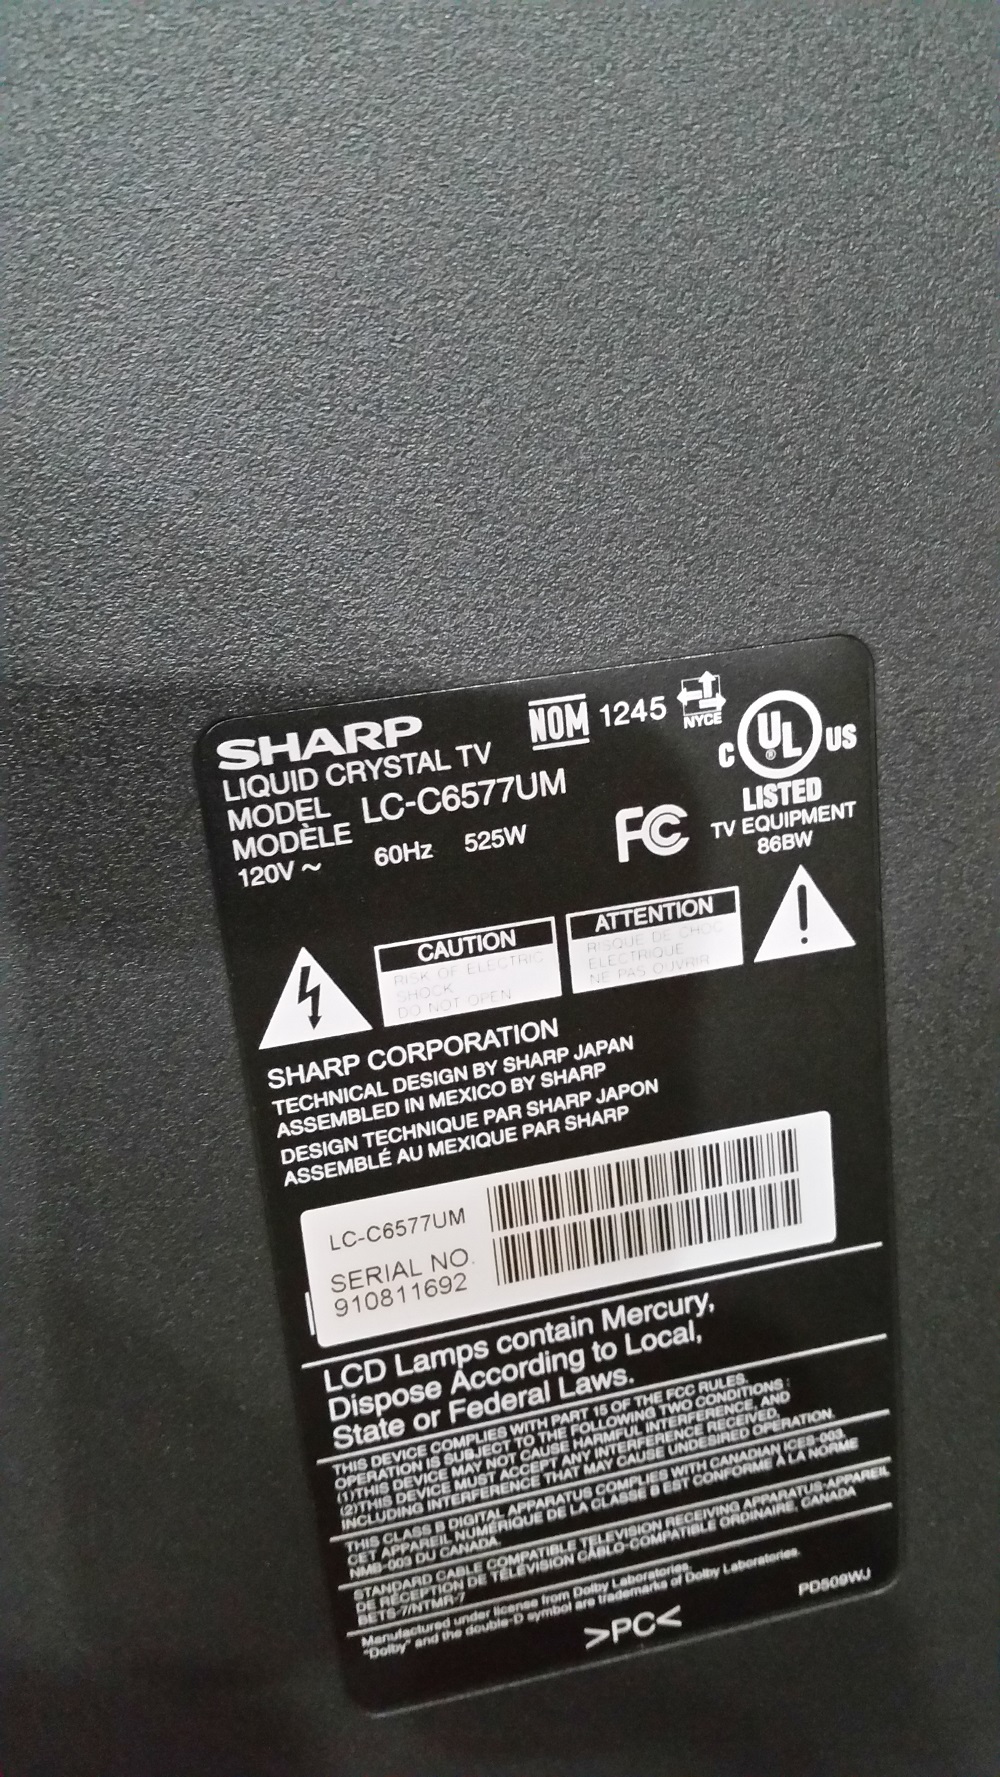 SHARP
LIQUID CRYSTAL TV
NOM 1245 NYCE
MODEL
MODÈLE LC-C6577UM
120V ~ 60Hz 525W
FC
C UL ® US
LISTED
TV EQUIPMENT
86BW
CAUTION
RISK OF ELECTRIC
SHOCK
DO NOT OPEN
ATTENTION
RISQUE DE CHOC
ELECTRIQUE
NE PAS OUVRIR
SHARP CORPORATION
TECHNICAL DESIGN BY SHARP JAPAN
ASSEMBLED IN MEXICO BY SHARP
DESIGN TECHNIQUE PAR SHARP JAPON
ASSEMBLÉ AU MEXIQUE PAR SHARP
LC-C6577UM
SERIAL NO.
910811692
LCD Lamps contain Mercury,
Dispose According to Local,
State or Federal Laws.
THIS DEVICE COMPLIES WITH PART 15 OF THE FCC RULES.
OPERATION IS SUBJECT TO THE FOLLOWING TWO CONDITIONS :
(1)THIS DEVICE MAY NOT CAUSE HARMFUL INTERFERENCE, AND
(2)THIS DEVICE MUST ACCEPT ANY INTERFERENCE RECEIVED,
INCLUDING INTERFERENCE THAT MAY CAUSE UNDESIRED OPERATION.
THIS CLASS B DIGITAL APPARATUS COMPLIES WITH CANADIAN ICES-003.
CET APPAREIL NUMÉRIQUE DE LA CLASSE B EST CONFORME À LA NORME
NMB-003 DU CANADA.
STANDARD CABLE COMPATIBLE TELEVISION RECEIVING APPARATUS-APPAREIL
DE RÉCEPTION DE TÉLÉVISION CÂBLO-COMPATIBLE ORDINAIRE, CANADA
BETS-7/NTMR-7
Manufactured under license from Dolby Laboratories.
"Dolby" and the double-D symbol are trademarks of Dolby Laboratories.
>PC<
PD509WJ